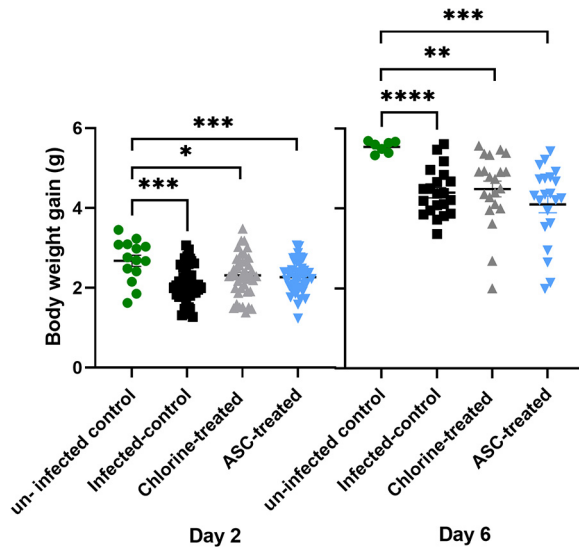 ***
**
****
***
*
***
Body weight gain (g)
6
4
2
0
un- infected control
Infected-control
Chlorine-treated
ASC-treated
un-infected control
Infected-control
Chlorine-treated
ASC-treated
Day 2
Day 6